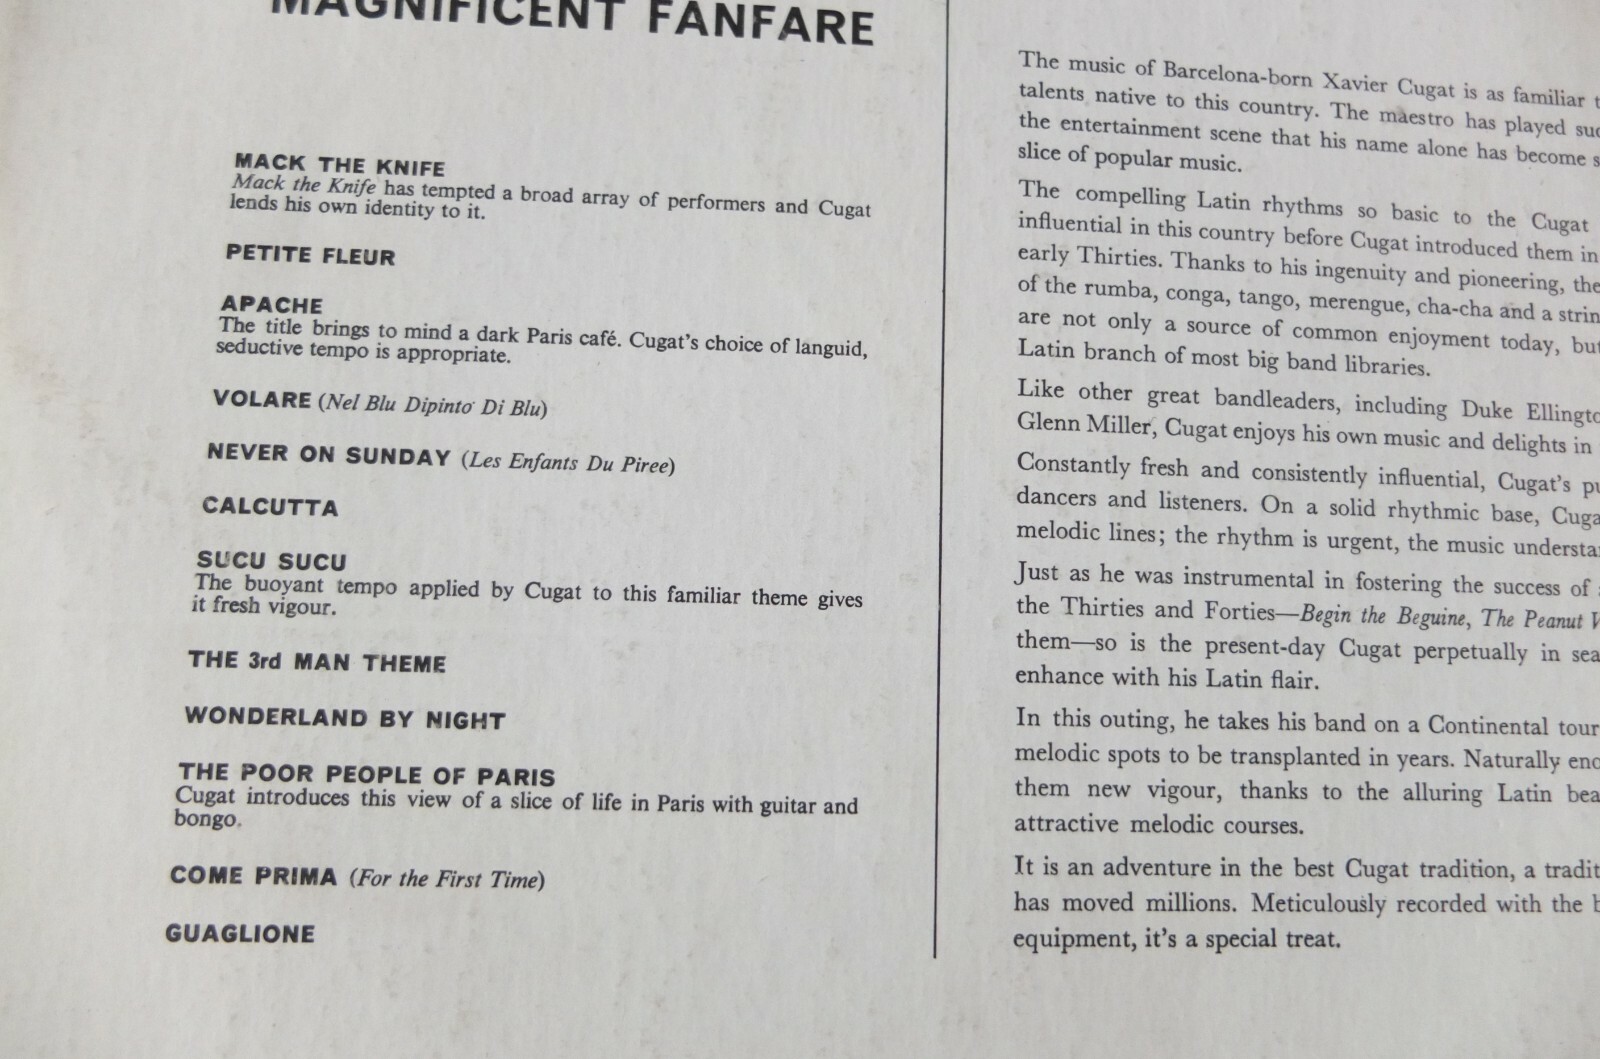 MAGNIFICENT FANFARE
MACK THE KNIFE
Mack the Knife has tempted a broad array of performers and Cugat
lends his own identity to it.
PETITE FLEUR
APACHE
The title brings to mind a dark Paris café. Cugat's choice of languid,
seductive tempo is appropriate.
VOLARE (Nel Blu Dipinto Di Blu)
NEVER ON SUNDAY (Les Enfants Du Piree)
CALCUTTA
SUCU SUCU
The buoyant tempo applied by Cugat to this familiar theme gives
it fresh vigour.
THE 3rd MAN THEME
WONDERLAND BY NIGHT
THE POOR PEOPLE OF PARIS
Cugat introduces this view of a slice of life in Paris with guitar and
bongo.
COME PRIMA (For the First Time)
GUAGLIONE
The music of Barcelona-born Xavier Cugat is as familiar
talents native to this country. The maestro has played
the entertainment scene that his name alone has become
slice of popular music.
The compelling Latin rhythms so basic to the Cugat
influential in this country before Cugat introduced them in
early Thirties. Thanks to his ingenuity and pioneering, the
of the rumba, conga, tango, merengue, cha-cha and a
are not only a source of common enjoyment today,
Latin branch of most big band libraries.
Like other great bandleaders, including Duke
Glenn Miller, Cugat enjoys his own music and delights in
Constantly fresh and consistently influential, Cugat's
dancers and listeners. On a solid rhythmic base,
melodic lines; the rhythm is urgent, the music
Just as he was instrumental in fostering the success of
the Thirties and Forties—Begin the Beguine, The Peanut
them—so is the present-day Cugat perpetually in
enhance with his Latin flair.
In this outing, he takes his band on a Continental tour
melodic spots to be transplanted in years. Naturally
them new vigour, thanks to the alluring Latin
attractive melodic courses.
It is an adventure in the best Cugat tradition, a
has moved millions. Meticulously recorded with the
equipment, it's a special treat.